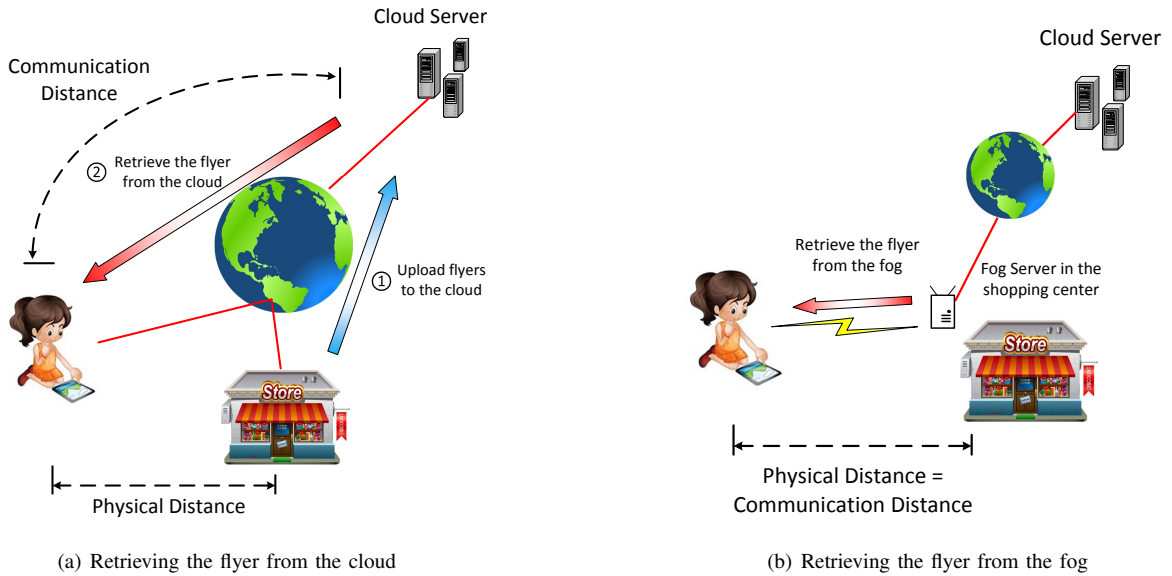 Cloud Server
Communication
Distance
② Retrieve the flyer
from the cloud
① Upload flyers
to the cloud
Store
Physical Distance
(a) Retrieving the flyer from the cloud
Cloud Server
Retrieve the flyer
from the fog
Fog Server in the
shopping center
Store
Physical Distance =
Communication Distance
(b) Retrieving the flyer from the fog